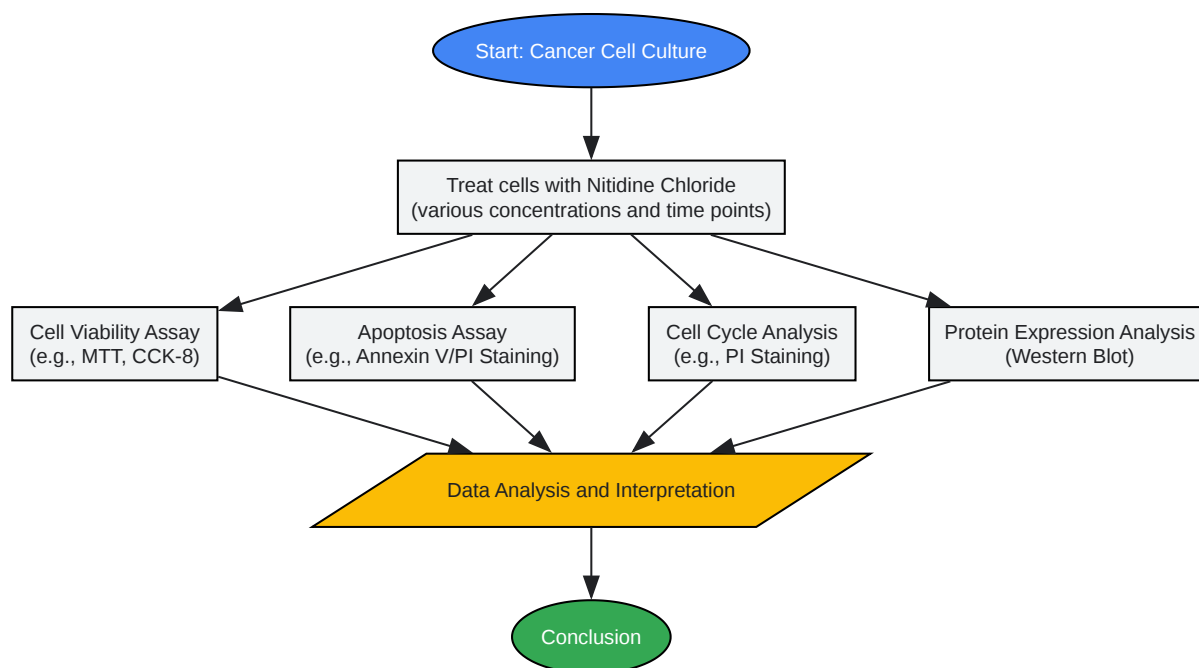 Start: Cancer Cell Culture
Treat cells with Nitidine Chloride
(various concentrations and time points)
Cell Viability Assay
(e.g., MTT, CCK-8)
Apoptosis Assay
(e.g., Annexin V/PI Staining)
Cell Cycle Analysis
(e.g., PI Staining)
Protein Expression Analysis
(Western Blot)
Data Analysis and Interpretation
Conclusion